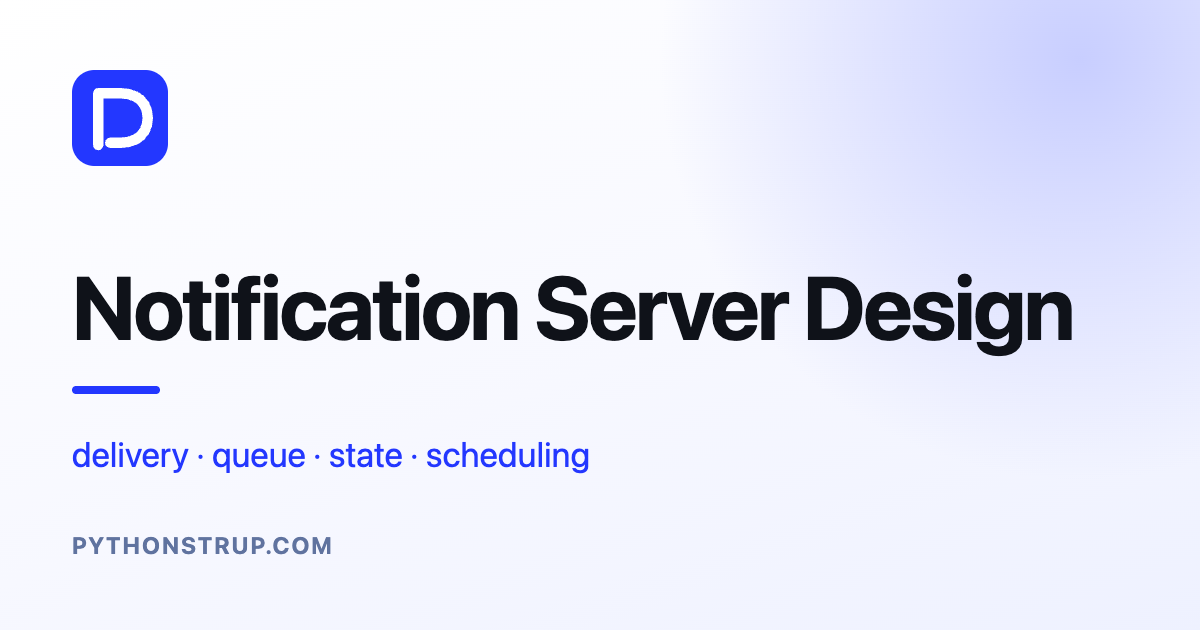 D
Notification Server Design
delivery · queue · state · scheduling
PYTHONSTRUP.COM